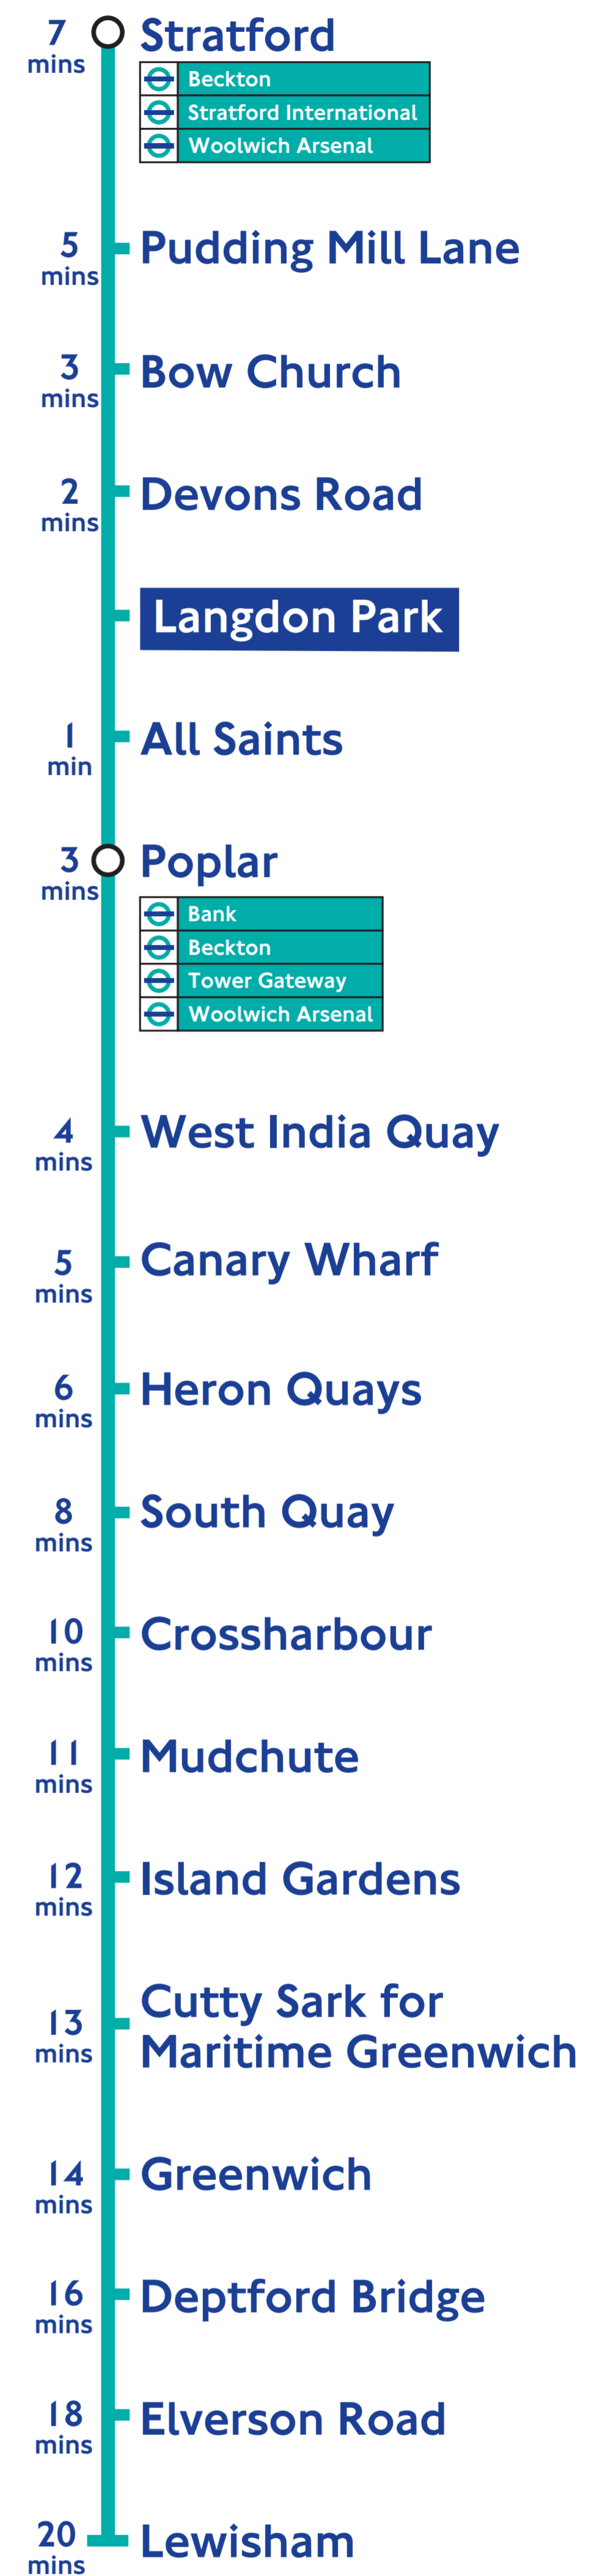 7 Stratford
mins
Beckton
Stratford International
Woolwich Arsenal
5 Pudding Mill Lane
mins
3 Bow Church
mins
2 Devons Road
mins
Langdon Park
1 All Saints
min
3 Poplar
mins
Bank
Beckton
Tower Gateway
Woolwich Arsenal
4 West India Quay
mins
5 Canary Wharf
mins
6 Heron Quays
mins
8 South Quay
mins
10 Crossharbour
mins
11 Mudchute
mins
12 Island Gardens
mins
Cutty Sark for
13
mins Maritime Greenwich
14 Greenwich
mins
16 Deptford Bridge
mins
18 Elverson Road
mins
20 Lewisham
mins